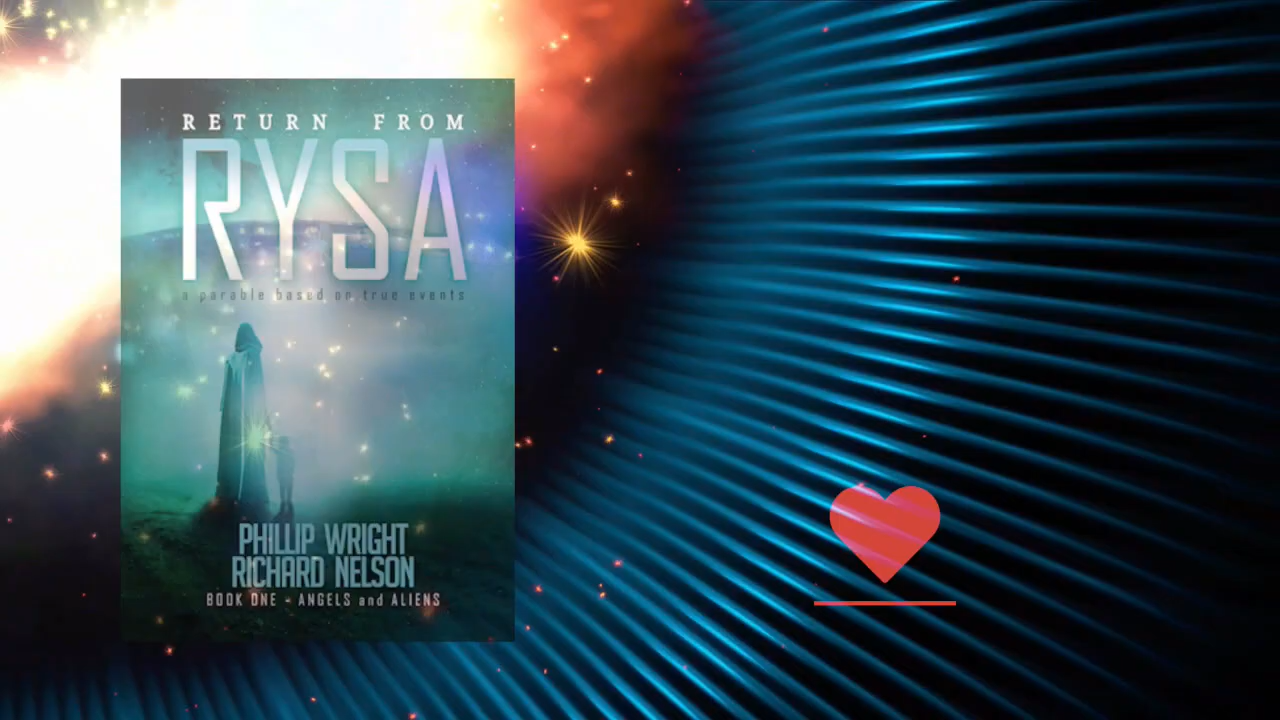 RETURN FROM
RYSA
a parable based on true events
PHILLIP WRIGHT
RICHARD NELSON
BOOK ONE - ANGELS and ALIENS